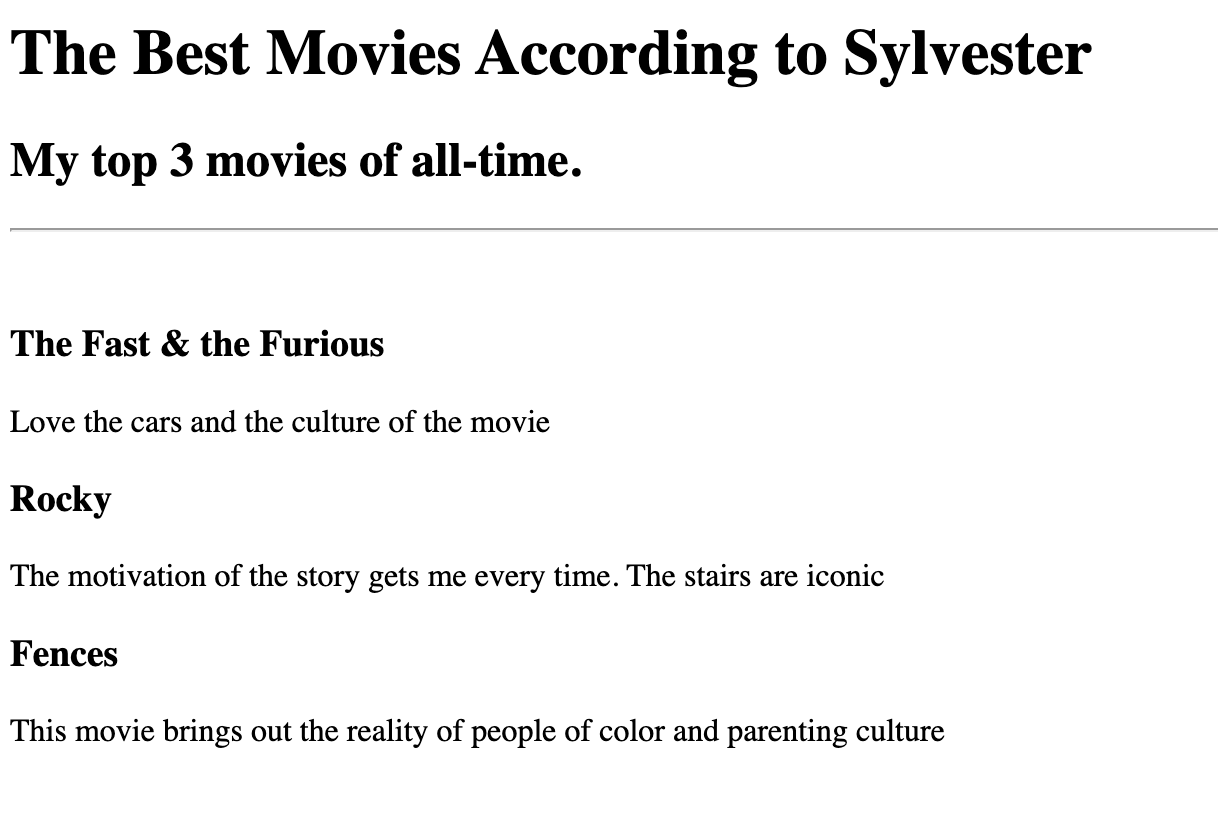 The Best Movies According to Sylvester
My top 3 movies of all-time.
The Fast & the Furious
Love the cars and the culture of the movie
Rocky
The motivation of the story gets me every time. The stairs are iconic
Fences
This movie brings out the reality of people of color and parenting culture